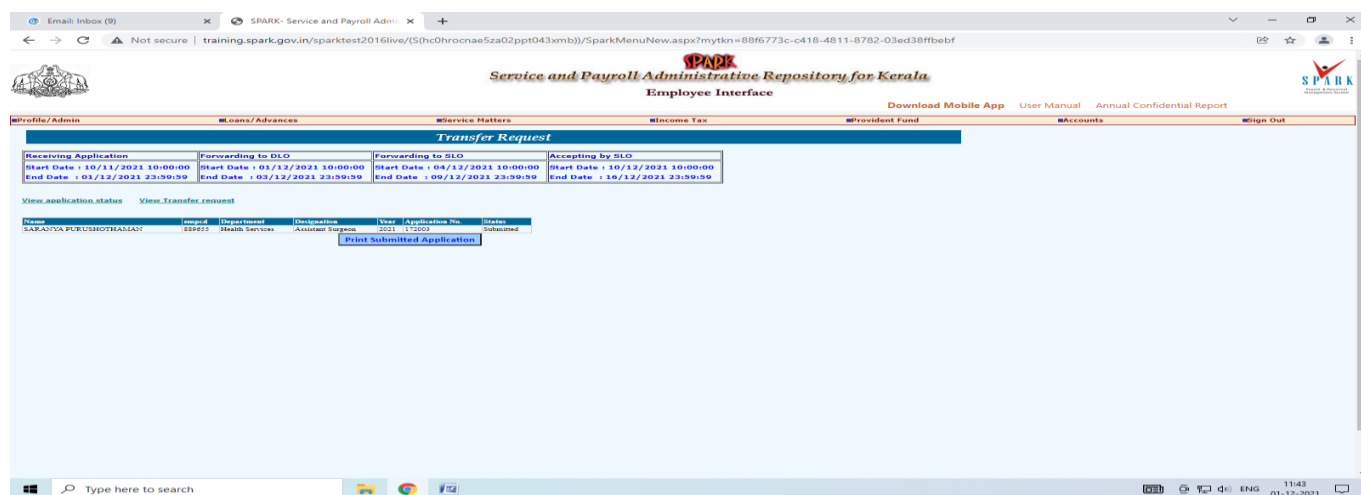 Email: Inbox (9)
SPARK- Service and Payroll Admi
Not secure | training.spark.gov.in/sparktest2016live/(S(hc0hrocnae5za02ppt043xmb))/SparkMenuNew.aspx?mytkn=88f6773c-c418-4811-8782-03ed38ffbebf
SPARK
Service and Payroll Administrative Repository for Kerala
Employee Interface
SPARK
Download Mobile App User Manual Annual Confidential Report
Profile/Admin Loans/Advances Service Matters Income Tax Provident Fund Accounts Sign Out
Transfer Request
Receiving Application Forwarding to DLO Forwarding to SLO Accepting by SLO
Start Date : 10/11/2021 10:00:00 Start Date : 01/12/2021 10:00:00 Start Date : 04/12/2021 10:00:00 Start Date : 10/12/2021 10:00:00
End Date : 01/12/2021 23:59:59 End Date : 03/12/2021 23:59:59 End Date : 09/12/2021 23:59:59 End Date : 16/12/2021 23:59:59
View application status View Transfer request
Name empcd Department Designation Year Application No. Status
SARANYA PURUSHOTHAMAN 889655 Health Services Assistant Surgeon 2021 172003 Submitted
Print Submitted Application
Type here to search
ENG
11:43
01-12-2021